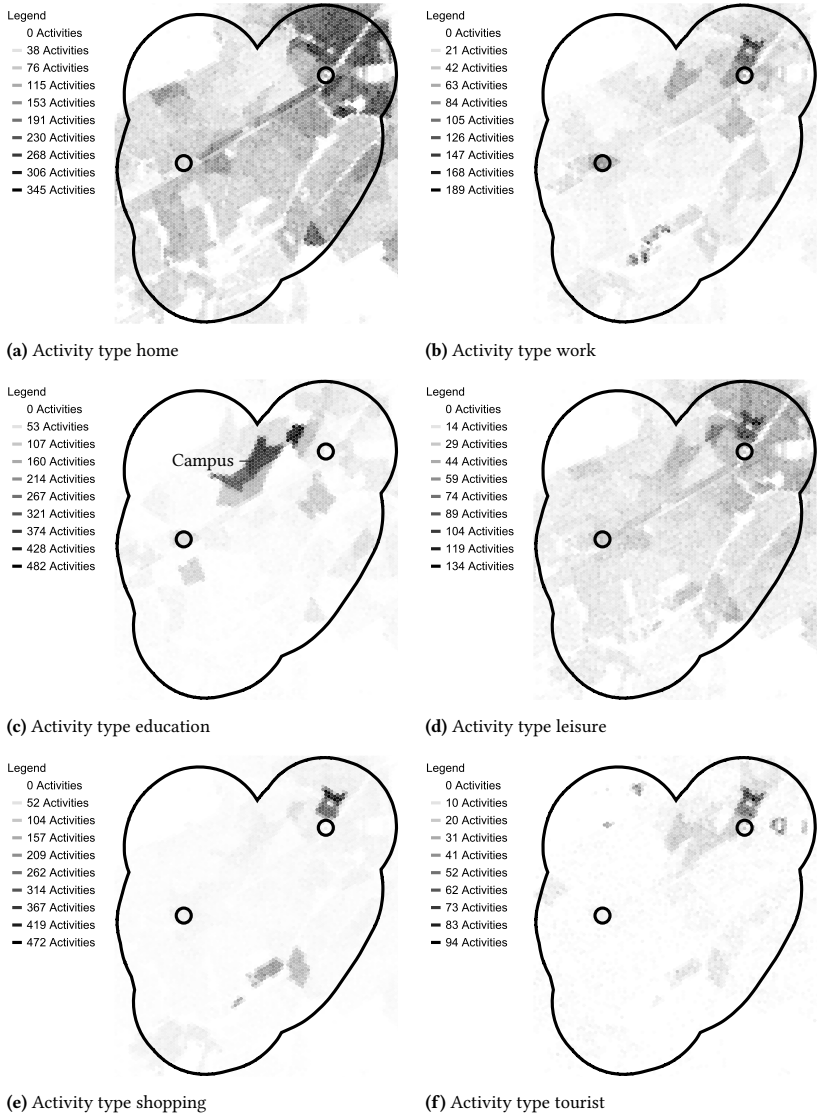 Legend
0 Activities
38 Activities
76 Activities
115 Activities
153 Activities
191 Activities
230 Activities
268 Activities
306 Activities
345 Activities
(a) Activity type home
Legend
0 Activities
21 Activities
42 Activities
63 Activities
84 Activities
105 Activities
126 Activities
147 Activities
168 Activities
189 Activities
(b) Activity type work
Legend
0 Activities
53 Activities
107 Activities
160 Activities
214 Activities
267 Activities
321 Activities
374 Activities
428 Activities
482 Activities
Campus
(c) Activity type education
Legend
0 Activities
14 Activities
29 Activities
44 Activities
59 Activities
74 Activities
89 Activities
104 Activities
119 Activities
134 Activities
(d) Activity type leisure
Legend
0 Activities
52 Activities
104 Activities
157 Activities
209 Activities
262 Activities
314 Activities
367 Activities
419 Activities
472 Activities
(e) Activity type shopping
Legend
0 Activities
10 Activities
20 Activities
31 Activities
41 Activities
52 Activities
62 Activities
73 Activities
83 Activities
94 Activities
(f) Activity type tourist